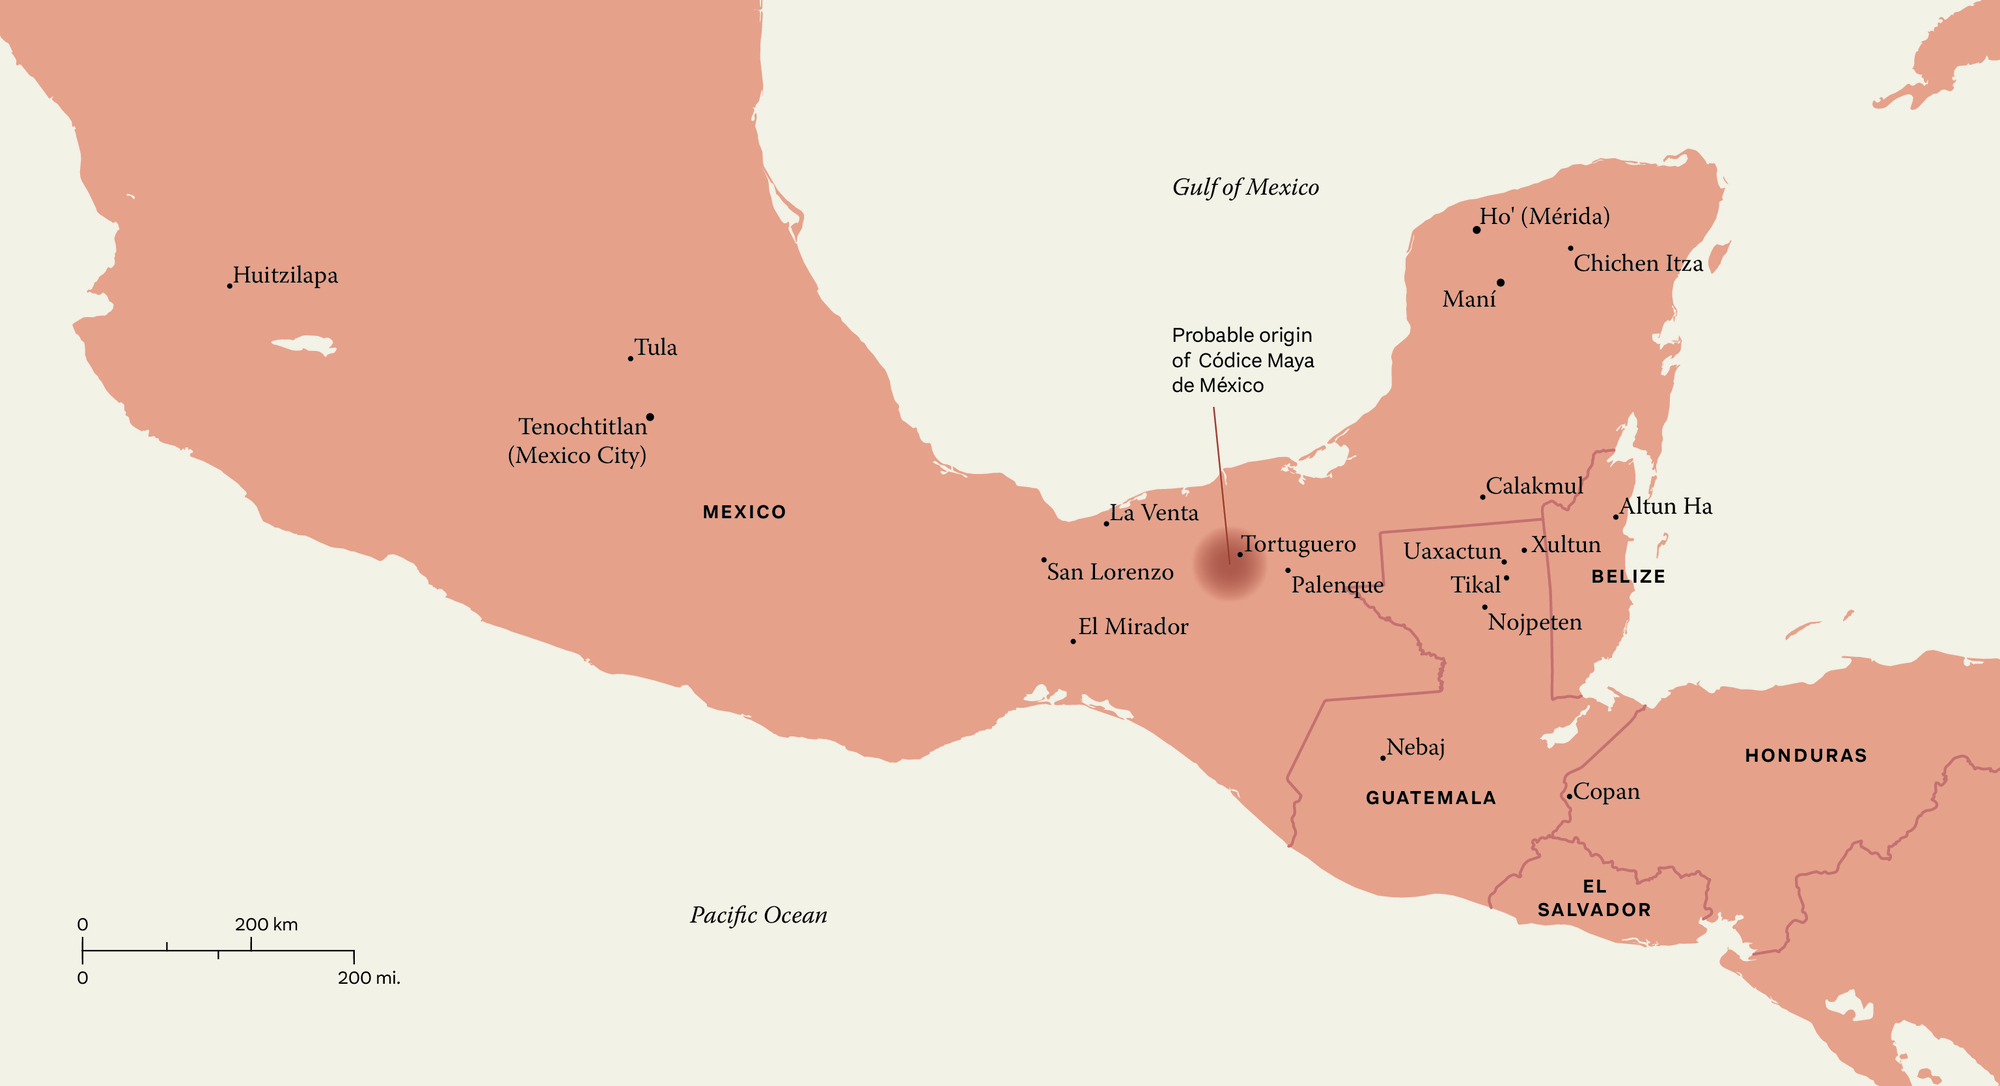 Gulf of Mexico
Ho' (Mérida)
Chichen Itza
Maní
Huitzilapa
Tula
Tenochtitlan
(Mexico City)
MEXICO
Probable origin
of Códice Maya
de México
La Venta
San Lorenzo
El Mirador
Tortuguero
Palenque
Calakmul
Altun Ha
Uaxactun
Xultun
Tikal
BELIZE
Nojpeten
Nebaj
GUATEMALA
HONDURAS
Copan
EL
SALVADOR
Pacific Ocean
0 200 km
0 200 mi.